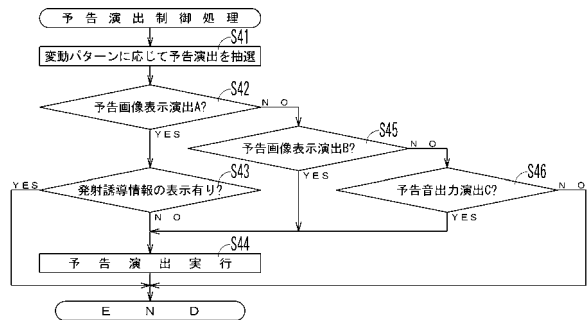 予告演出制御処理
S41
変動パターンに応じて予告演出を抽選
S42
予告画像表示演出A?
NO
YES
S45
予告画像表示演出B?
NO
YES
S43
発射誘導情報の表示有り?
YES
NO
S46
予告音出力演出C?
NO
YES
S44
予告演出実行
END